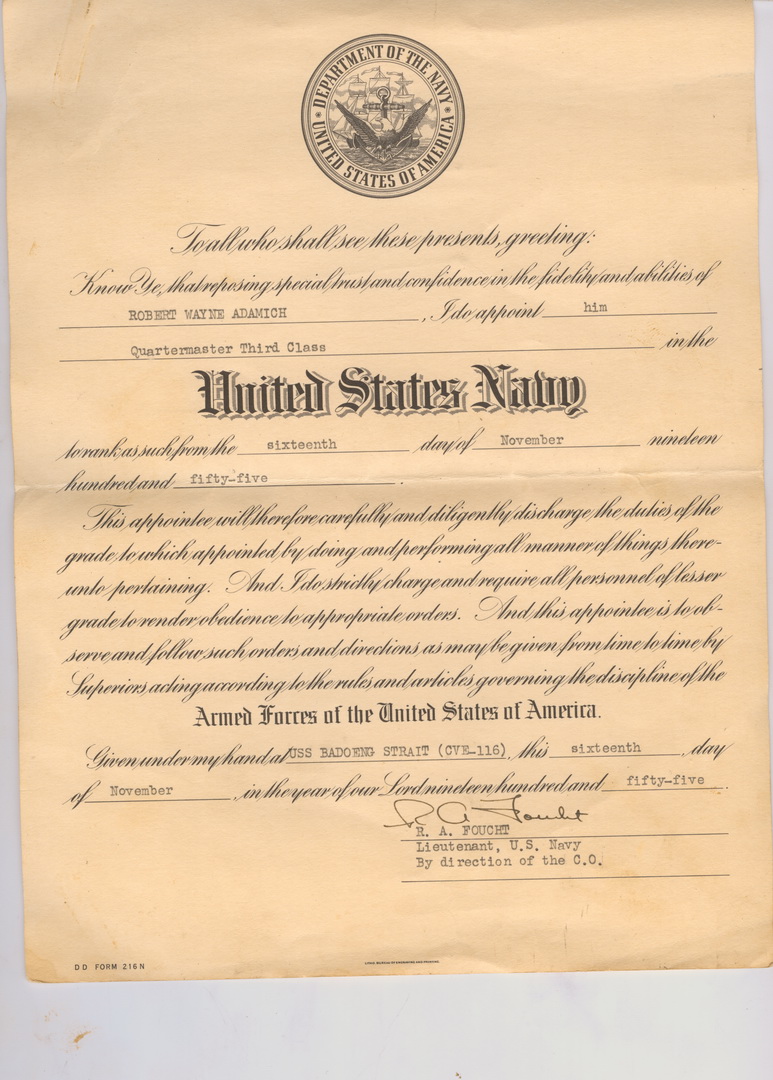 DEPARTMENT OF THE NAVY
UNITED STATES OF AMERICA
To all who shall see these presents, greeting:
Know Ye, that reposing special trust and confidence in the fidelity and abilities of
ROBERT WAYNE ADAMICH , I do appoint him
Quartermaster Third Class in the
United States Navy
to rank as such from the sixteenth day of November nineteen
hundred and fifty-five .
This appointee will therefore carefully and diligently discharge the duties of the
grade to which appointed by doing and performing all manner of things there-
unto pertaining. And I do strictly charge and require all personnel of lesser
grade to render obedience to appropriate orders. And this appointee is to ob-
serve and follow such orders and directions as may be given from time to time by
Superiors acting according to the rules and articles governing the discipline of the
Armed Forces of the United States of America.
Given under my hand at USS BADOENG STRAIT (CVE-116), this sixteenth day
of November , in the year of our Lord nineteen hundred and fifty-five .
R A Foucht
R. A. FOUCHT
Lieutenant, U.S. Navy
By direction of the C.O.
DD FORM 216N
BUREAU OF ENGRAVING AND PRINTING